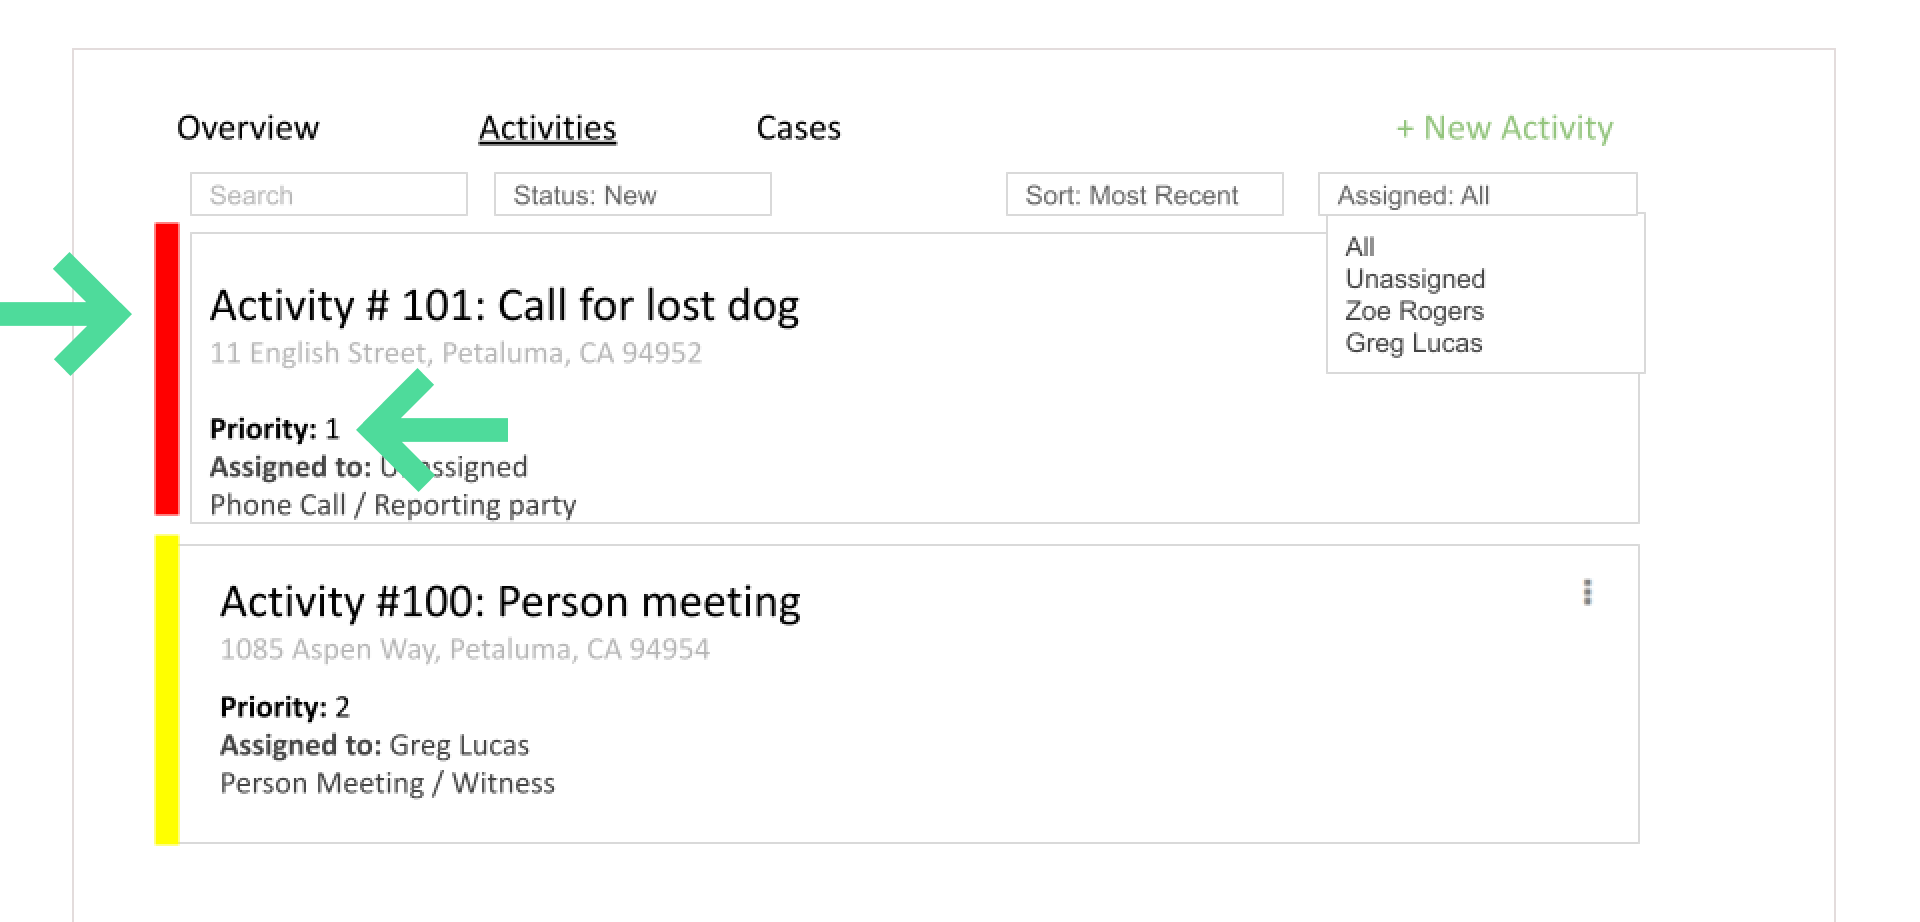 Overview Activities Cases + New Activity
Search Status: New Sort: Most Recent Assigned: All
All
Unassigned
Zoe Rogers
Greg Lucas
Activity # 101: Call for lost dog
11 English Street, Petaluma, CA 94952
Priority: 1
Assigned to: Unassigned
Phone Call / Reporting party
Activity #100: Person meeting
1085 Aspen Way, Petaluma, CA 94954
Priority: 2
Assigned to: Greg Lucas
Person Meeting / Witness